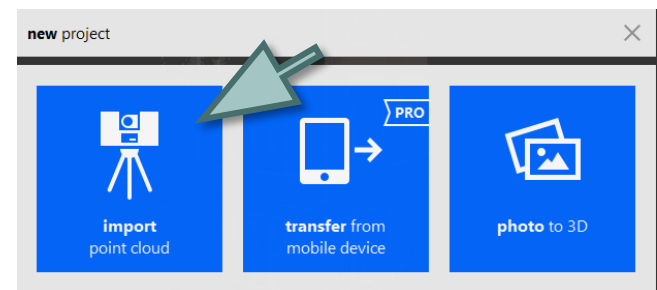 new project
PRO
import
point cloud
transfer from
mobile device
photo to 3D